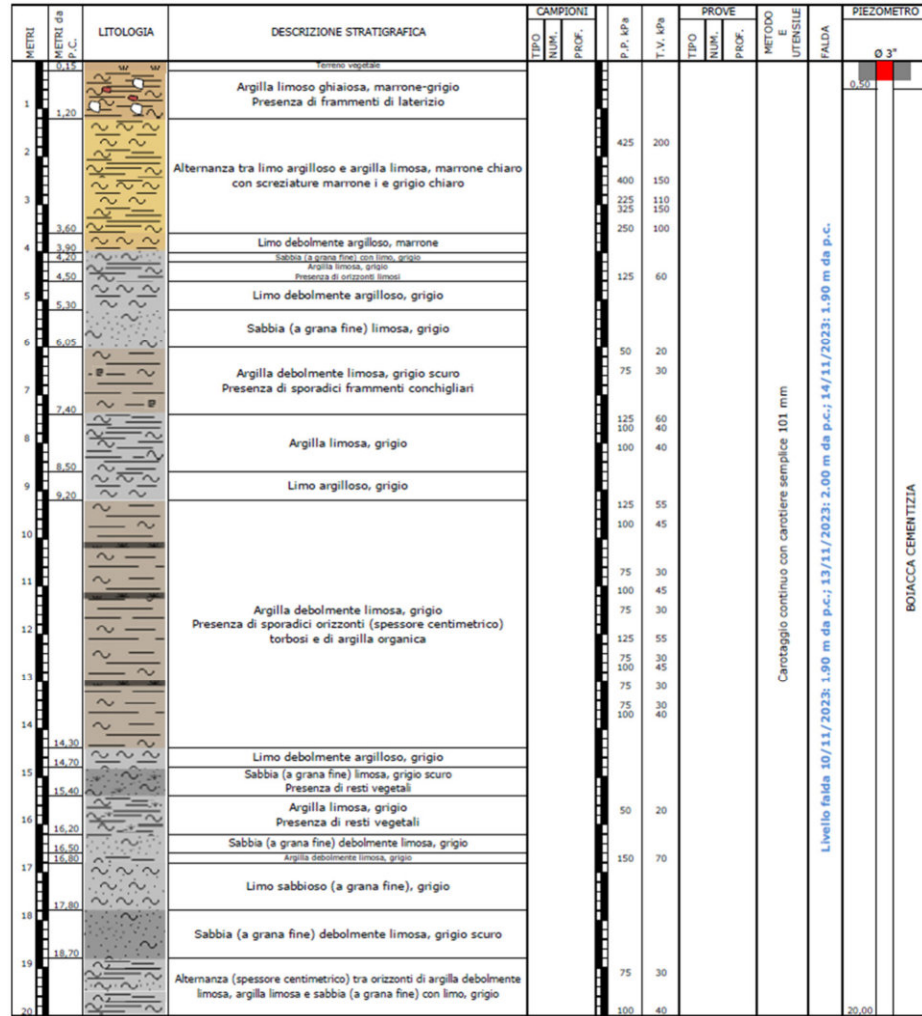 METRI
METRI da P.C.
LITOLOGIA
DESCRIZIONE STRATIGRAFICA
CAMPIONI
TIPO
NUM.
PROF.
P.P. kPa
T.V. kPa
PROVE
TIPO
NUM.
PROF.
METODO E UTENSILE
FALDA
PIEZOMETRO
Ø 3"
0,15
Terreno vegetale
0,50
Argilla limoso ghiaiosa, marrone-grigio
Presenza di frammenti di laterizio
1
1,20
2
425 200
Alternanza tra limo argilloso e argilla limosa, marrone chiaro
con screziature marrone i e grigio chiaro
400 150
3
225 110
325 150
3,60
250 100
Limo debolmente argilloso, marrone
4
3,90
Sabbia (a grana fine) con limo, grigio
4,20
Argilla limosa, grigio
Presenza di orizzonti limosi
4,50
125 60
5
Limo debolmente argilloso, grigio
5,30
Sabbia (a grana fine) limosa, grigio
6
6,05
50 20
Argilla debolmente limosa, grigio scuro
75 30
Presenza di sporadici frammenti conchigliari
7
7,40
125 60
100 40
8
Argilla limosa, grigio
100 40
8,50
9
Limo argilloso, grigio
9,20
125 55
100 45
10
75 30
11
100 45
Argilla debolmente limosa, grigio
75 30
Presenza di sporadici orizzonti (spessore centimetrico)
12
torbosi e di argilla organica
125 55
75 30
100 45
13
75 30
75 30
100 40
14
14,30
Limo debolmente argilloso, grigio
14,70
15
Sabbia (a grana fine) limosa, grigio scuro
Presenza di resti vegetali
15,40
Argilla limosa, grigio
50 20
16
Presenza di resti vegetali
16,20
Sabbia (a grana fine) debolmente limosa, grigio
16,50
Argilla debolmente limosa, grigio
16,80
150 70
17
Limo sabbioso (a grana fine), grigio
17,80
18
Sabbia (a grana fine) debolmente limosa, grigio scuro
18,70
19
Alternanza (spessore centimetrico) tra orizzonti di argilla debolmente
75 30
limosa, argilla limosa e sabbia (a grana fine) con limo, grigio
20
100 40
20,00
Carotaggio continuo con carotiere semplice 101 mm
Livello falda 10/11/2023: 1.90 m da p.c.; 13/11/2023: 2.00 m da p.c.; 14/11/2023: 1.90 m da p.c.
BOIACCA CEMENTIZIA